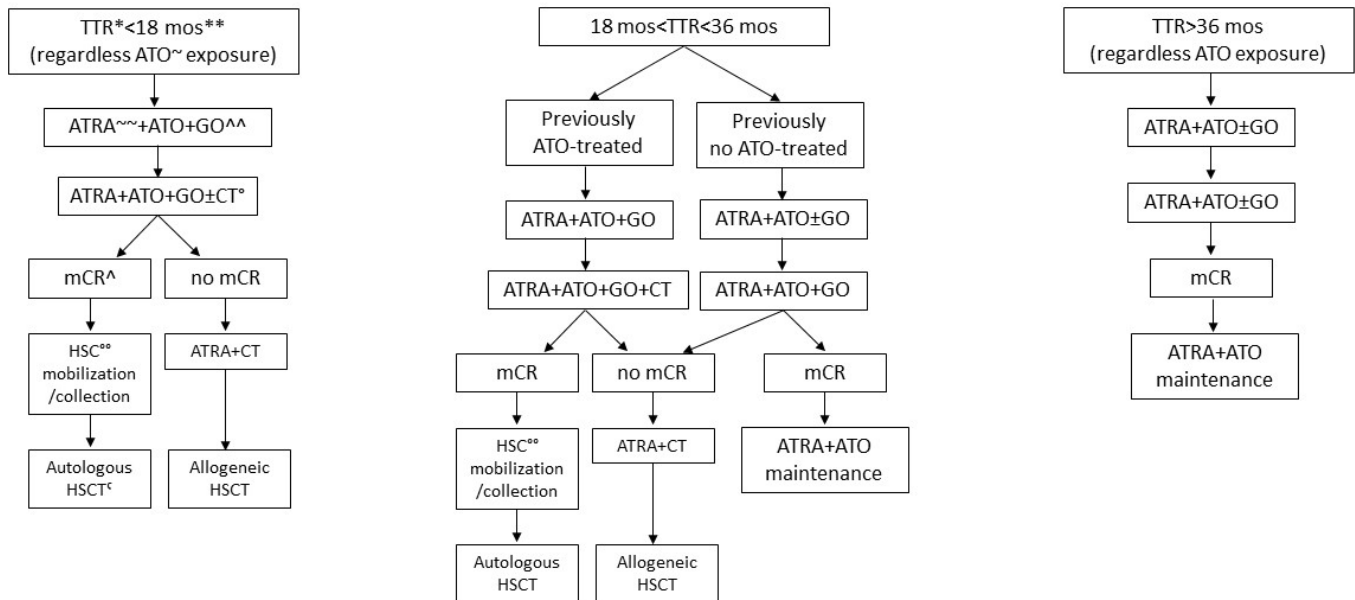 TTR*<18 mos**
(regardless ATO~ exposure)
ATRA~~+ATO+GO^^
ATRA+ATO+GO±CT°
mCR^
no mCR
HSC°°
mobilization
/collection
ATRA+CT
Autologous
HSCTᶜ
Allogeneic
HSCT
18 mos<TTR<36 mos
Previously
ATO-treated
Previously
no ATO-treated
ATRA+ATO+GO
ATRA+ATO±GO
ATRA+ATO+GO+CT
ATRA+ATO+GO
mCR
no mCR
mCR
HSC°°
mobilization
/collection
ATRA+CT
ATRA+ATO
maintenance
Autologous
HSCT
Allogeneic
HSCT
TTR>36 mos
(regardless ATO exposure)
ATRA+ATO±GO
ATRA+ATO±GO
mCR
ATRA+ATO
maintenance